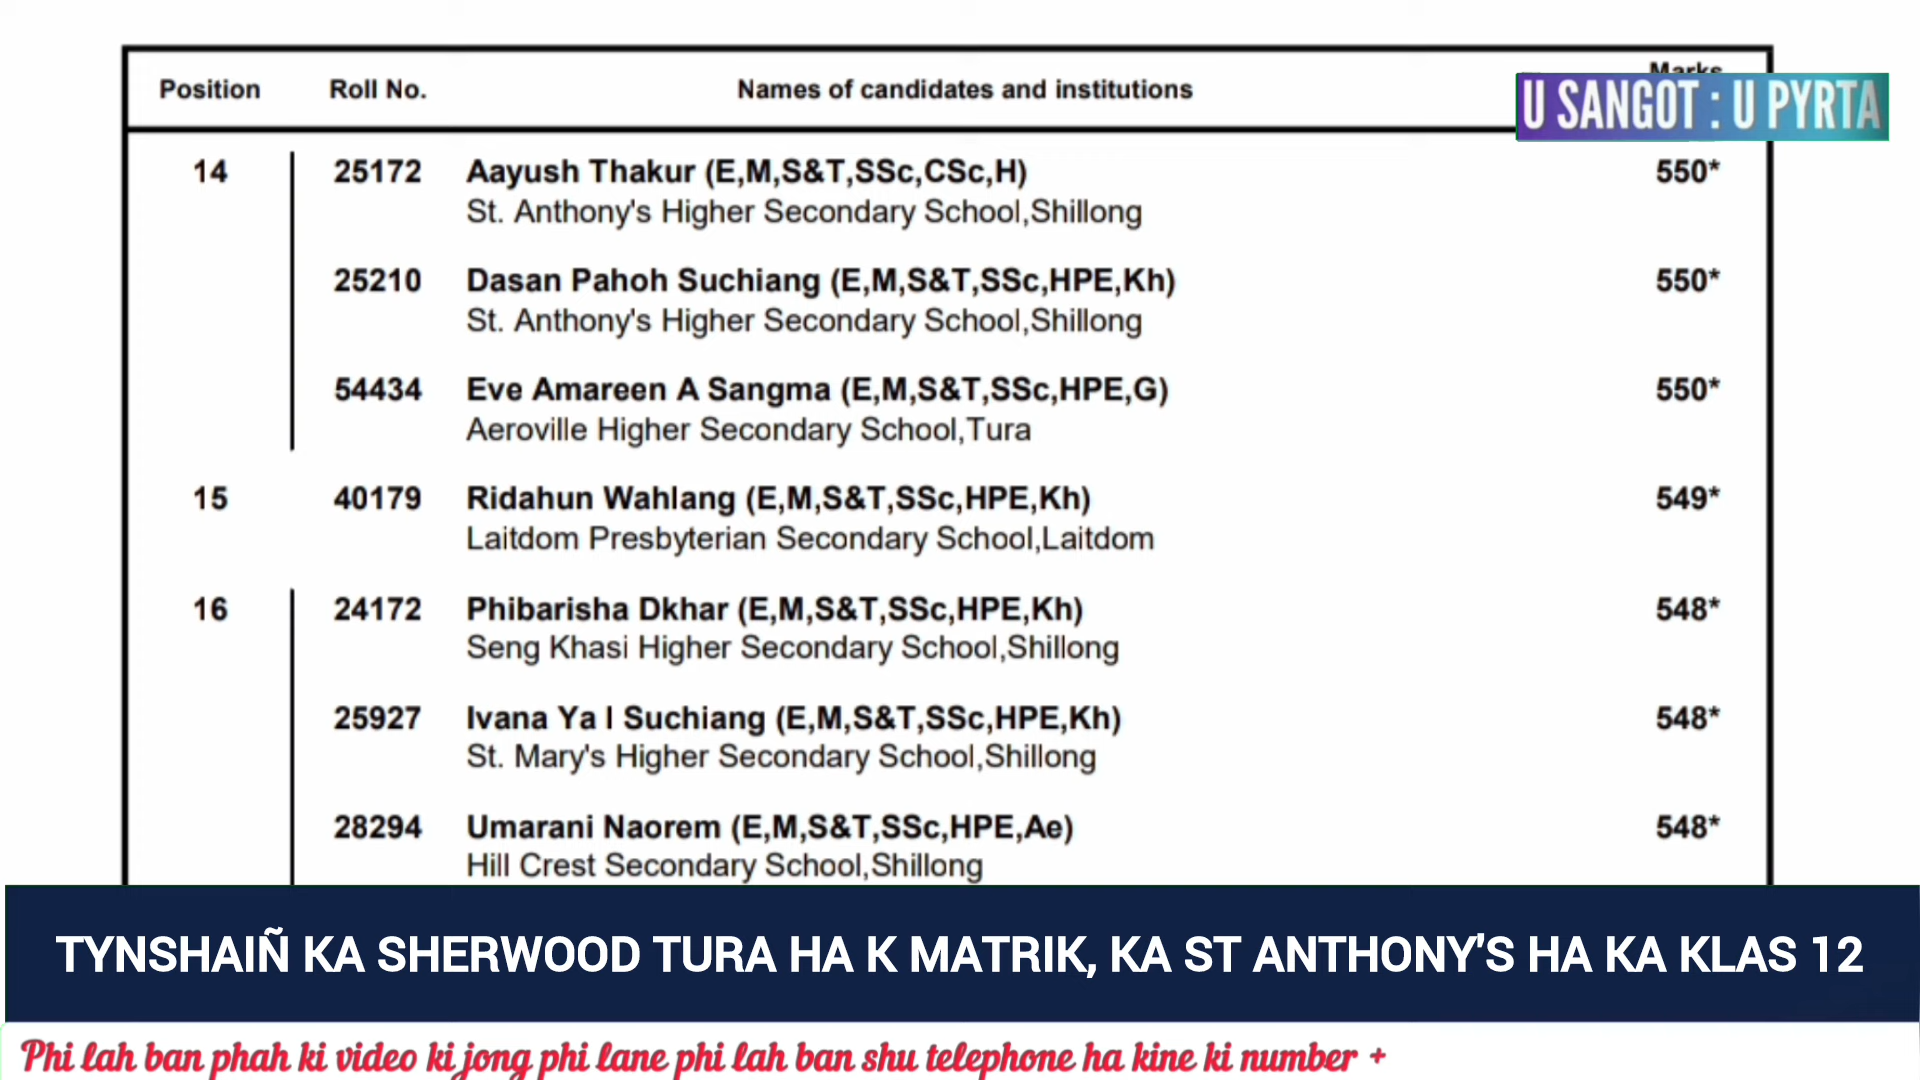 Position Roll No. Names of candidates and institutions Marks
U SANGOT : U PYRTA
14 25172 Aayush Thakur (E,M,S&T,SSc,CSc,H) 550*
St. Anthony's Higher Secondary School,Shillong
25210 Dasan Pahoh Suchiang (E,M,S&T,SSc,HPE,Kh) 550*
St. Anthony's Higher Secondary School,Shillong
54434 Eve Amareen A Sangma (E,M,S&T,SSc,HPE,G) 550*
Aeroville Higher Secondary School,Tura
15 40179 Ridahun Wahlang (E,M,S&T,SSc,HPE,Kh) 549*
Laitdom Presbyterian Secondary School,Laitdom
16 24172 Phibarisha Dkhar (E,M,S&T,SSc,HPE,Kh) 548*
Seng Khasi Higher Secondary School,Shillong
25927 Ivana Ya I Suchiang (E,M,S&T,SSc,HPE,Kh) 548*
St. Mary's Higher Secondary School,Shillong
28294 Umarani Naorem (E,M,S&T,SSc,HPE,Ae) 548*
Hill Crest Secondary School,Shillong
TYNSHAIÑ KA SHERWOOD TURA HA K MATRIK, KA ST ANTHONY'S HA KA KLAS 12
Phi lah ban phah ki video ki jong phi lane phi lah ban shu telephone ha kine ki number +